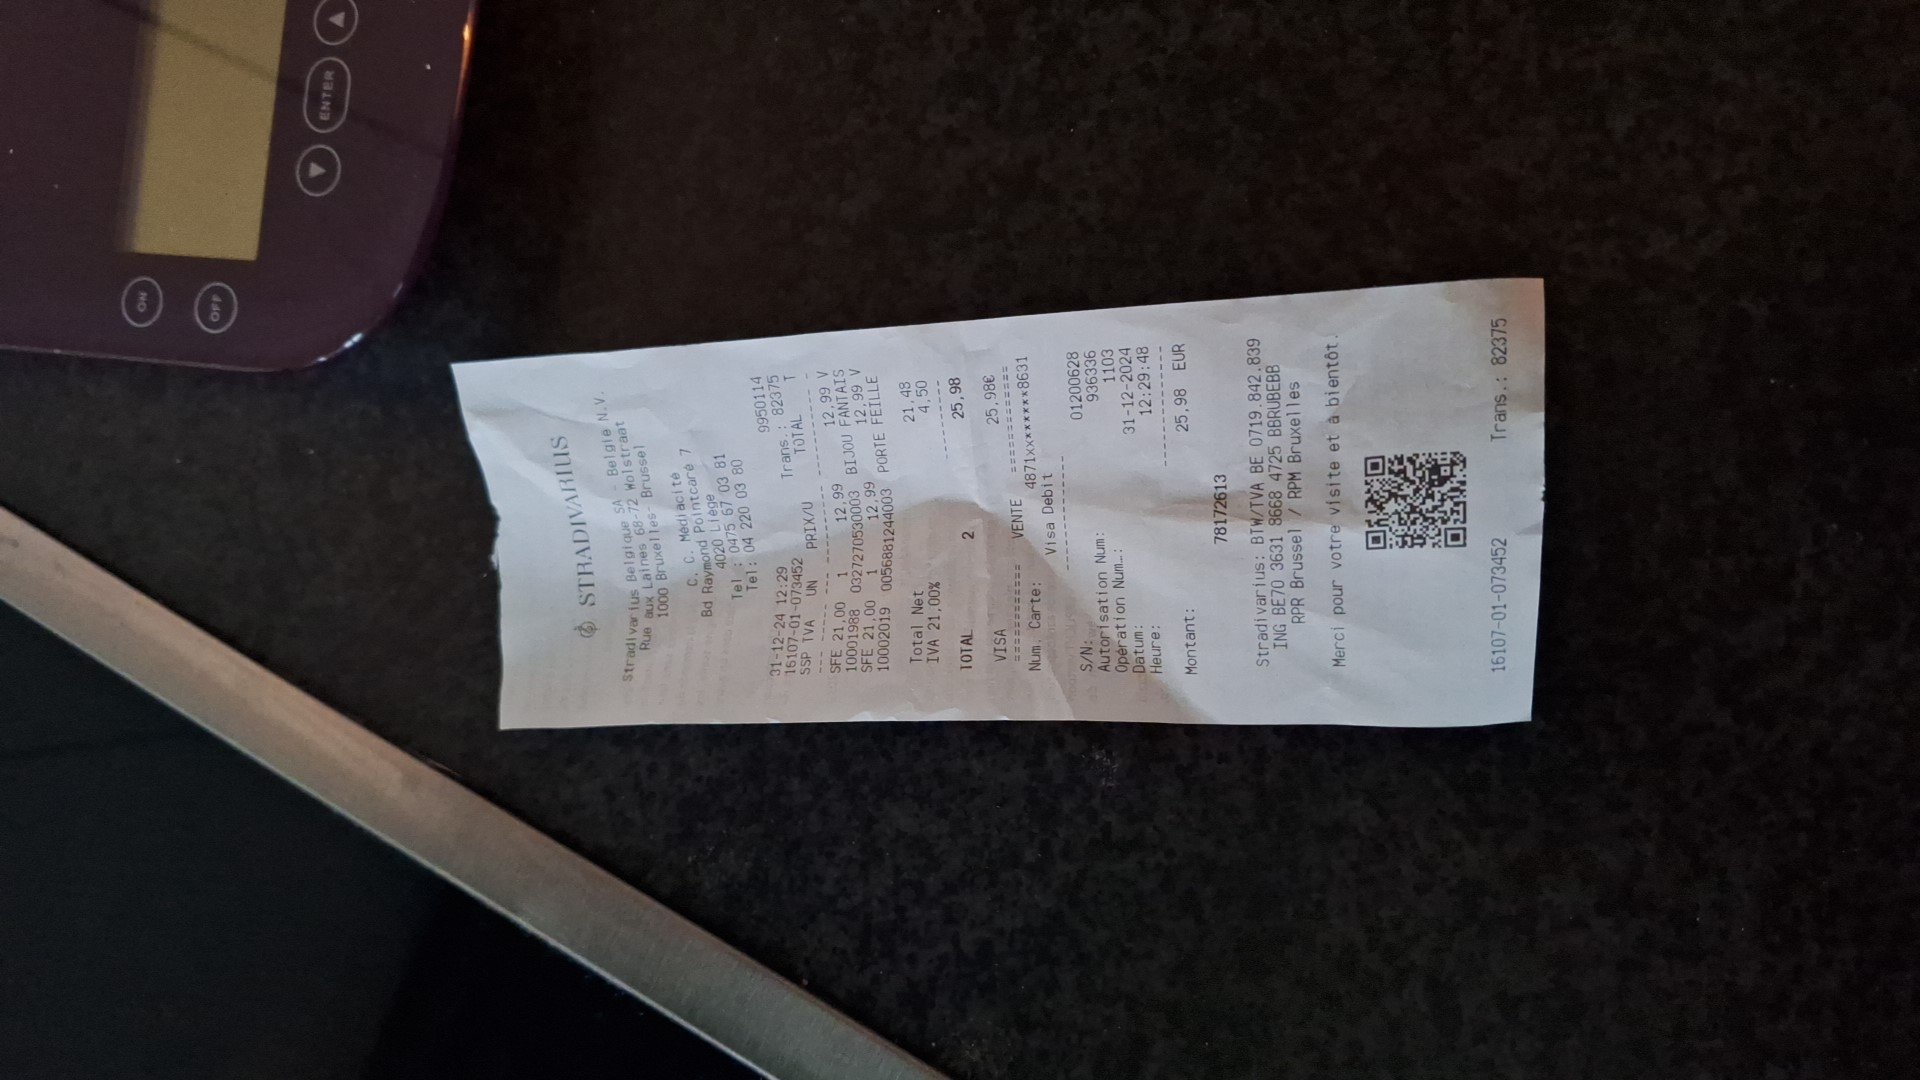 ON
OFF
ENTER
STRADIVARIUS
Stradivarius Belgique SA - Belgie N.V.
Rue aux Laines 68-72 Wolstraat
1000 Bruxelles- Brussel
C. C. Médiacité
Bd Raymond Pointcaré 7
4020 Liège
Tel : 0475 67 03 81
Tel: 04 220 03 80
31-12-24 12:29 9950114
16107-01-073452 Trans.: 82375
SSP TVA UN PRIX/U TOTAL T
SFE 21,00 1 12,99 12,99 V
10001988 0327270530003 BIJOU FANTAIS
SFE 21,00 1 12,99 12,99 V
100002019 00568812440003 PORTE FEILLE
Total Net 21,48
IVA 21,00% 4,50
TOTAL 2 25,98
VISA 25,98€
============ VENTE ============
Num. Carte: 4871xx******8631
Visa Debit
S/N: 01200628
Autorisation Num: 936336
Opération Num.: 1103
Datum: 31-12-2024
Heure: 12:29:48
Montant: 25,98 EUR
78172613
Stradivarius: BTW/TVA BE 0719.842.839
ING BE70 3631 8668 4725 BBRUBEBB
RPR Brussel / RPM Bruxelles
Merci pour votre visite et à bientôt.
16107-01-073452 Trans.: 82375